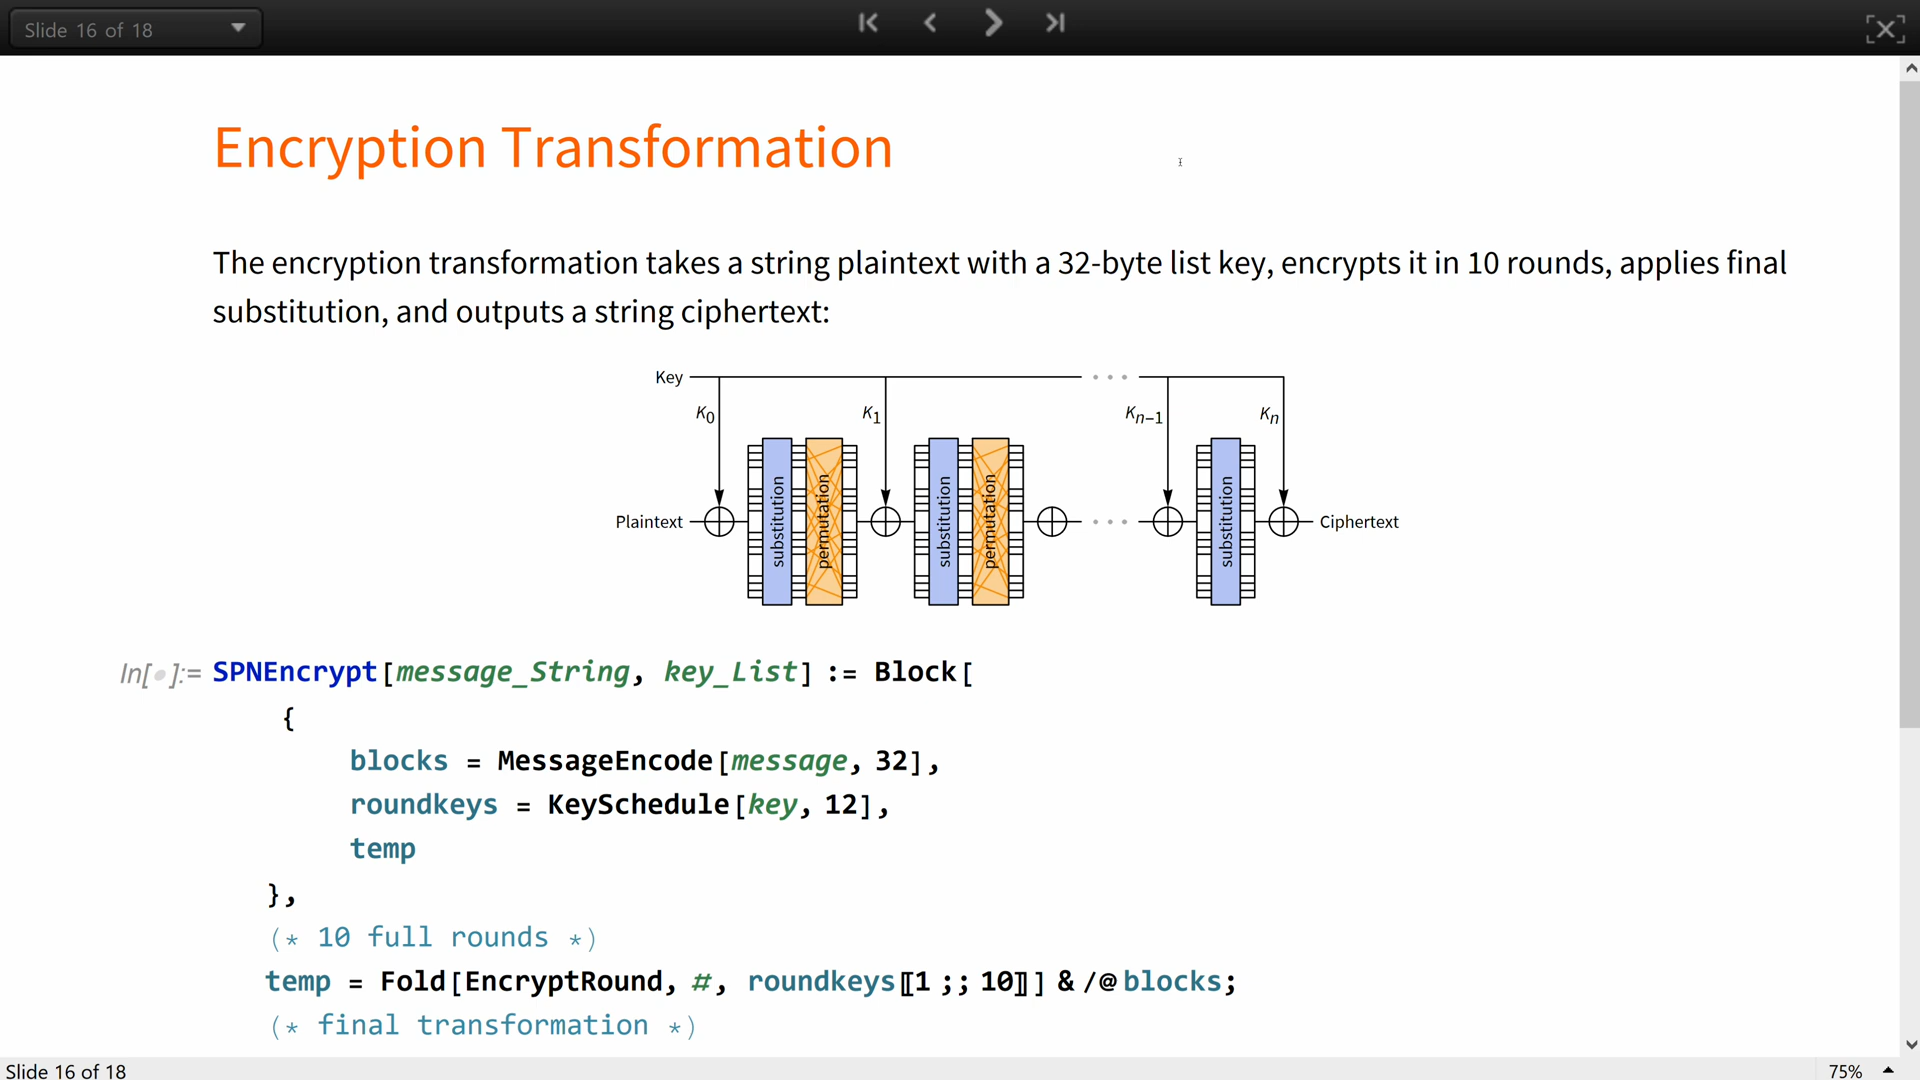 Slide 16 of 18
Encryption Transformation
The encryption transformation takes a string plaintext with a 32-byte list key, encrypts it in 10 rounds, applies final
substitution, and outputs a string ciphertext:
Key
K0 K1 Kn−1 Kn
Plaintext substitution permutation substitution permutation substitution Ciphertext
In[•]:= SPNEncrypt[message_String, key_List] := Block[
{
blocks = MessageEncode[message, 32],
roundkeys = KeySchedule[key, 12],
temp
},
(* 10 full rounds *)
temp = Fold[EncryptRound, #, roundkeys〚1 ;; 10〛] & /@ blocks;
(* final transformation *)
Slide 16 of 18
75%